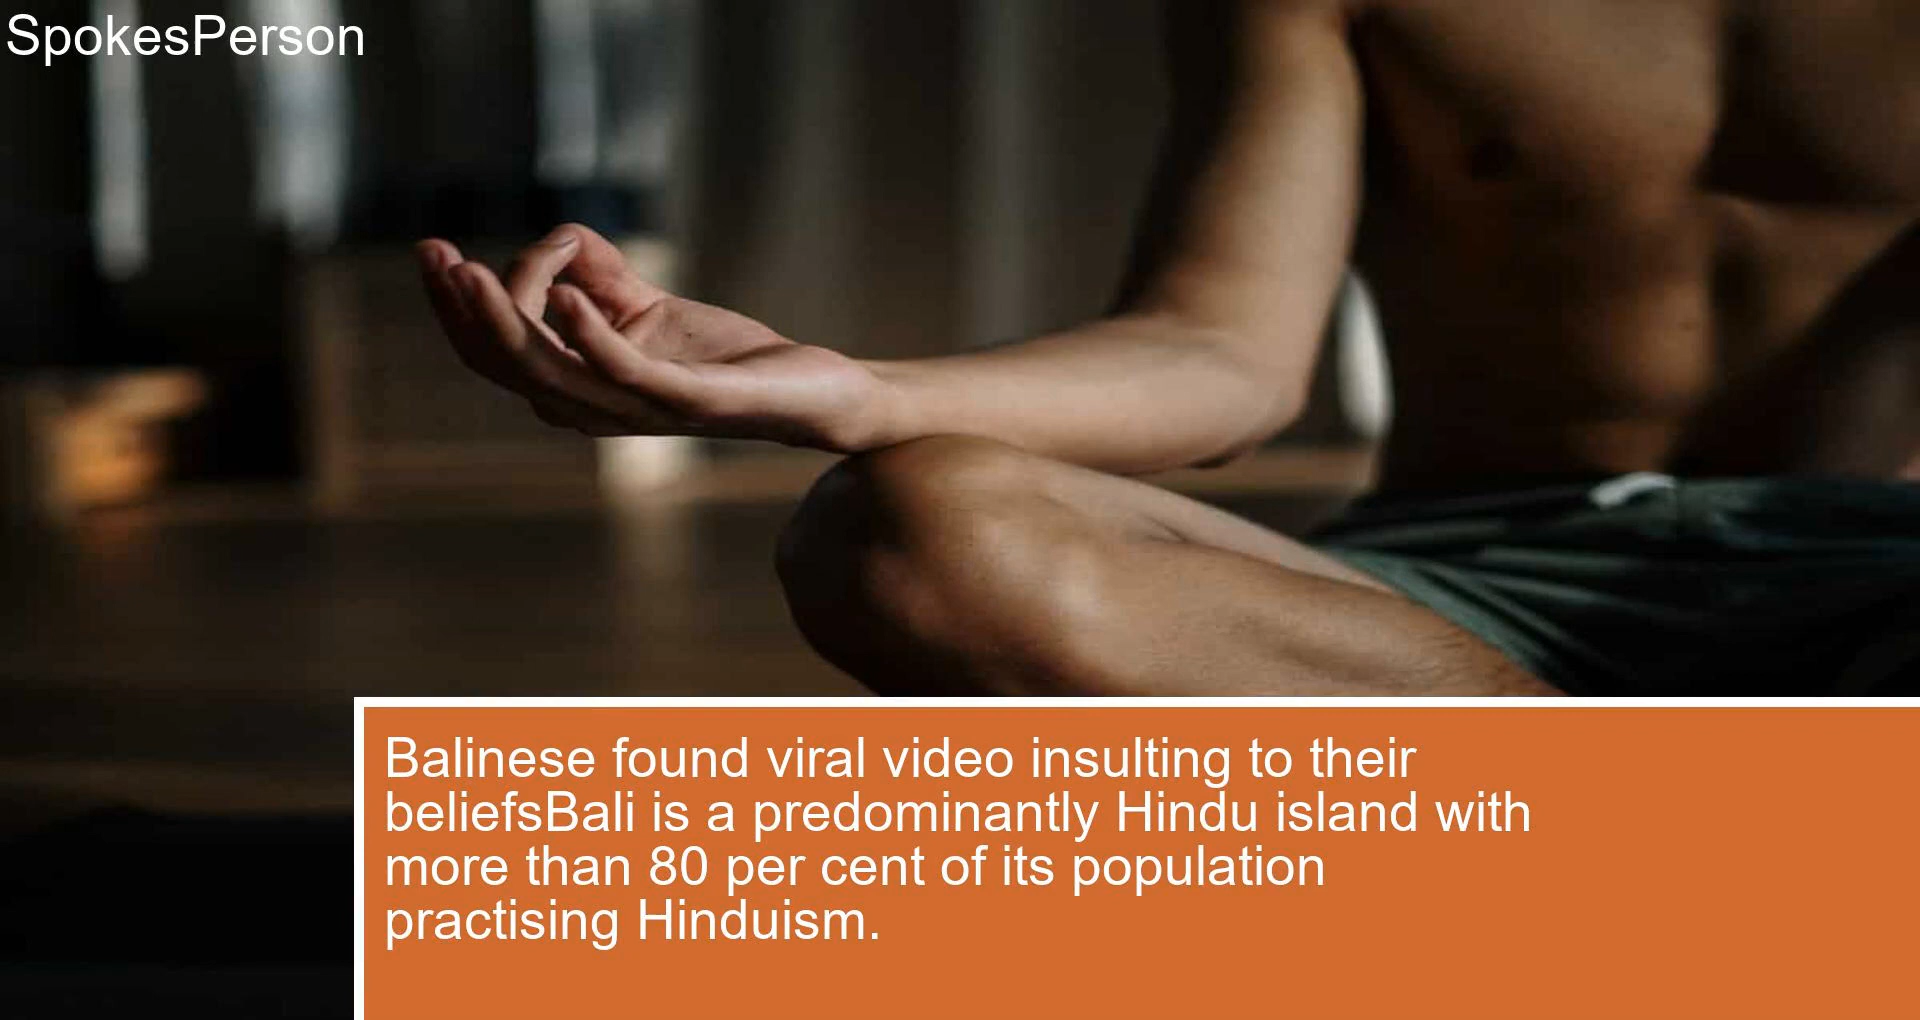 SpokesPerson
Balinese found viral video insulting to their
beliefsBali is a predominantly Hindu island with
more than 80 per cent of its population
practising Hinduism.